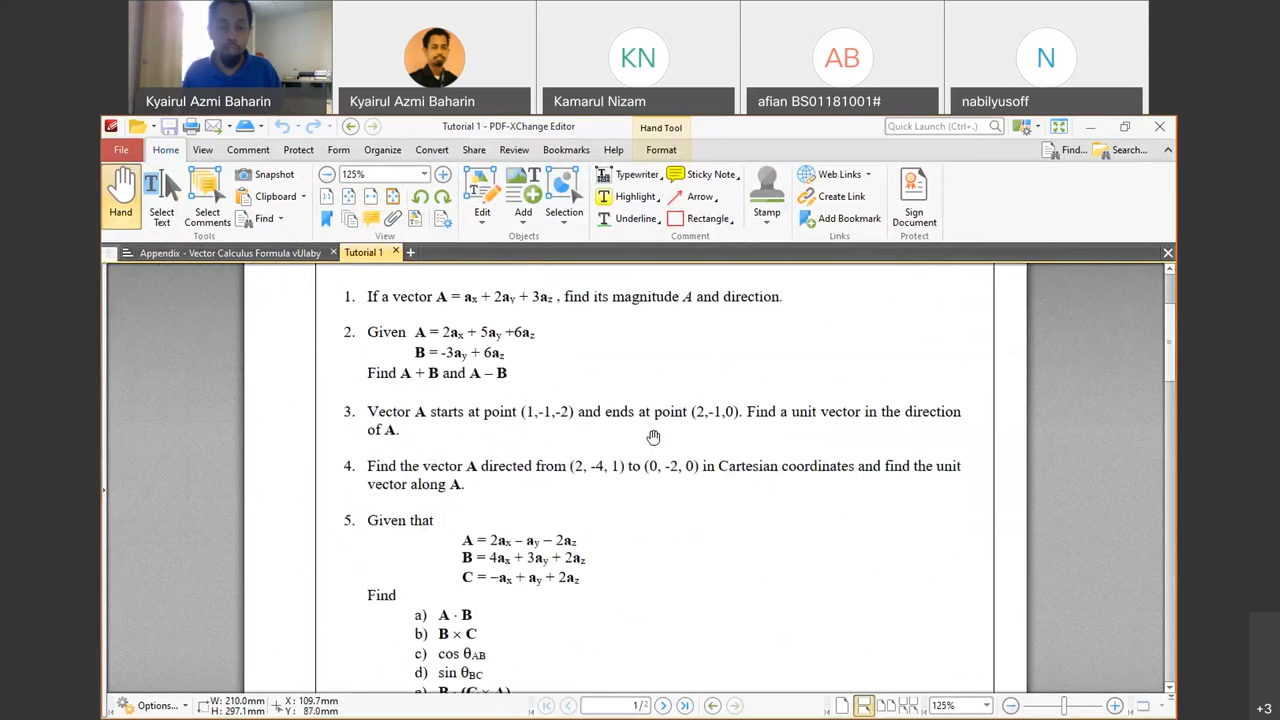 KN
AB
N
Kyairul Azmi Baharin
Kyairul Azmi Baharin
Kamarul Nizam
afian BS01181001#
nabilyusoff
Tutorial 1 - PDF-XChange Editor
Hand Tool
Quick Launch (Ctrl+.)
File
Home
View
Comment
Protect
Form
Organize
Convert
Share
Review
Bookmarks
Help
Format
Find...
Search...
Hand
Select Text
Select Comments
Snapshot
Clipboard
Find
Tools
125%
View
Edit
Add
Selection
Objects
Typewriter
Highlight
Underline
Sticky Note
Arrow
Rectangle
Stamp
Comment
Web Links
Create Link
Add Bookmark
Links
Sign Document
Protect
Appendix - Vector Calculus Formula vUlaby
Tutorial 1
1. If a vector A = ax + 2ay + 3az , find its magnitude A and direction.
2. Given A = 2ax + 5ay +6az
B = -3ay + 6az
Find A + B and A – B
3. Vector A starts at point (1,-1,-2) and ends at point (2,-1,0). Find a unit vector in the direction
of A.
4. Find the vector A directed from (2, -4, 1) to (0, -2, 0) in Cartesian coordinates and find the unit
vector along A.
5. Given that
A = 2ax – ay – 2az
B = 4ax + 3ay + 2az
C = –ax + ay + 2az
Find
a) A · B
b) B × C
c) cos θAB
d) sin θBC
e) B · (C × A)
Options...
W: 210.0mm
H: 297.1mm
X: 109.7mm
Y: 87.0mm
1/2
125%
+3